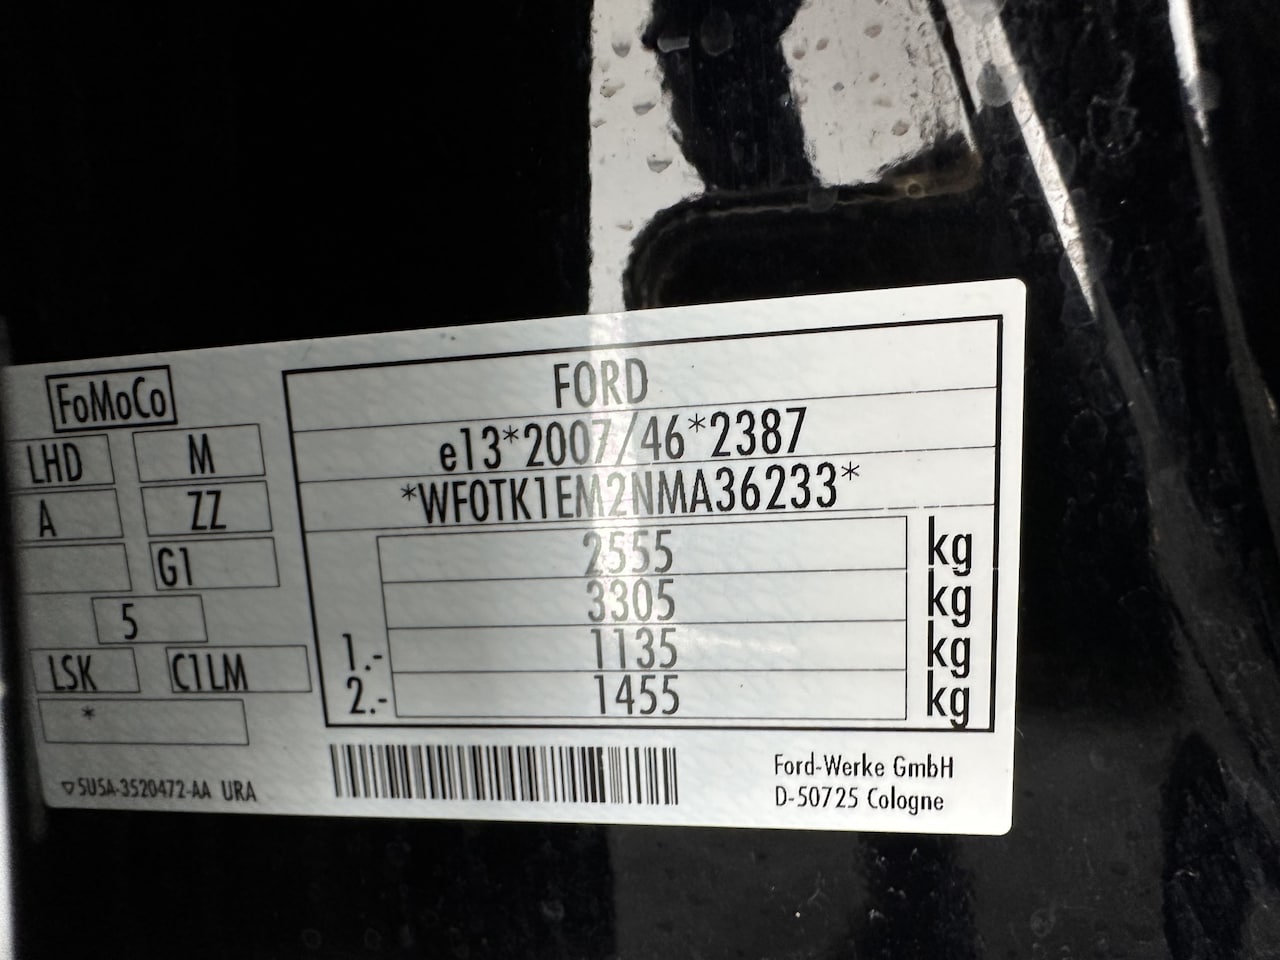 FoMoCo
LHD M
A ZZ
G1
5
LSK C1LM
*
5U5A-3520472-AA URA
FORD
e13*2007/46*2387
*WF0TK1EM2NMA36233*
2555 kg
3305 kg
1.- 1135 kg
2.- 1455 kg
Ford-Werke GmbH
D-50725 Cologne